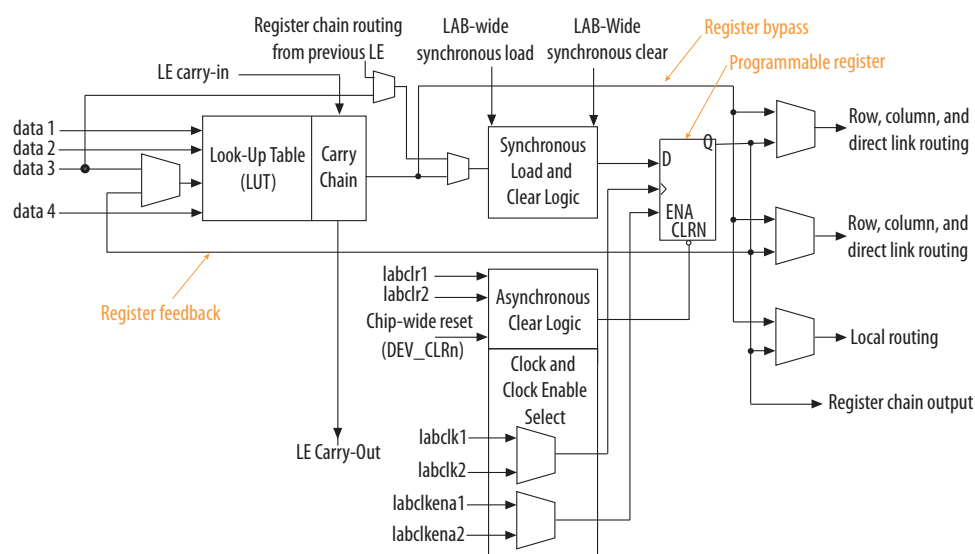 Register chain routing
from previous LE
LAB-wide
synchronous load
LAB-Wide
synchronous clear
Register bypass
Programmable register
LE carry-in
data 1
data 2
data 3
data 4
Look-Up Table
(LUT)
Carry
Chain
Synchronous
Load and
Clear Logic
D
Q
ENA
CLRN
Row, column, and
direct link routing
Row, column, and
direct link routing
Local routing
Register chain output
Register feedback
labclr1
labclr2
Chip-wide reset
(DEV_CLRn)
Asynchronous
Clear Logic
Clock and
Clock Enable
Select
labclk1
labclk2
labclkena1
labclkena2
LE Carry-Out